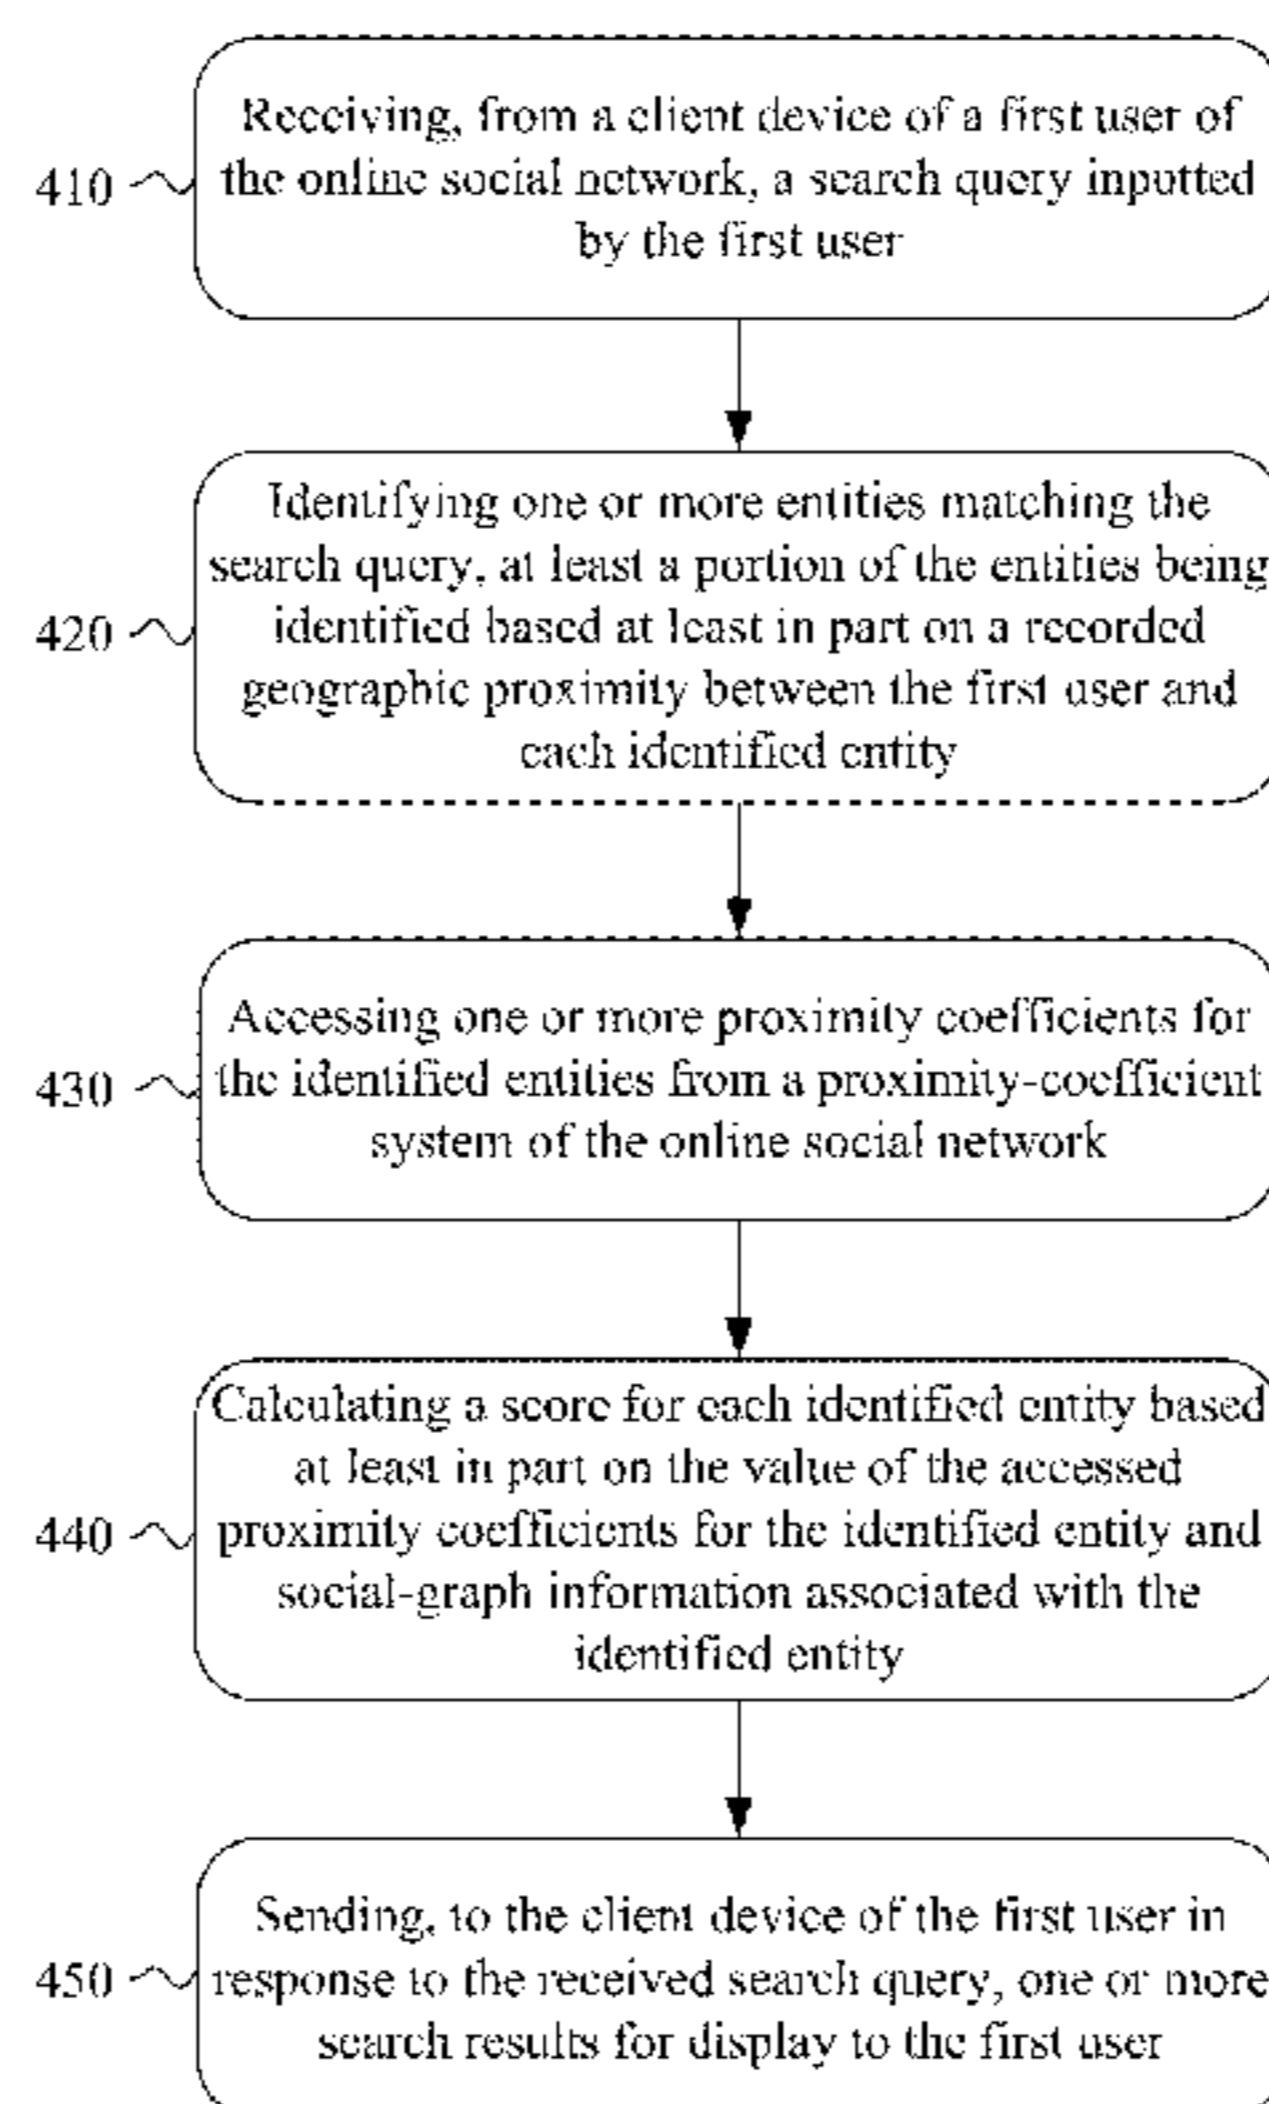 Receiving, from a client device of a first user of
410
the online social network, a search query inputted
by the first user
Identifying one or more entities matching the
search query, at least a portion of the entities being
420
identified based at least in part on a recorded
geographic proximity between the first user and
each identified entity
Accessing one or more proximity coefficients for
430
the identified entities from a proximity-coefficient
system of the online social network
Calculating a score for each identified entity based
at least in part on the value of the accessed
440
proximity coefficients for the identified entity and
social-graph information associated with the
identified entity
Sending, to the client device of the first user in
450
response to the received search query, one or more
search results for display to the first user